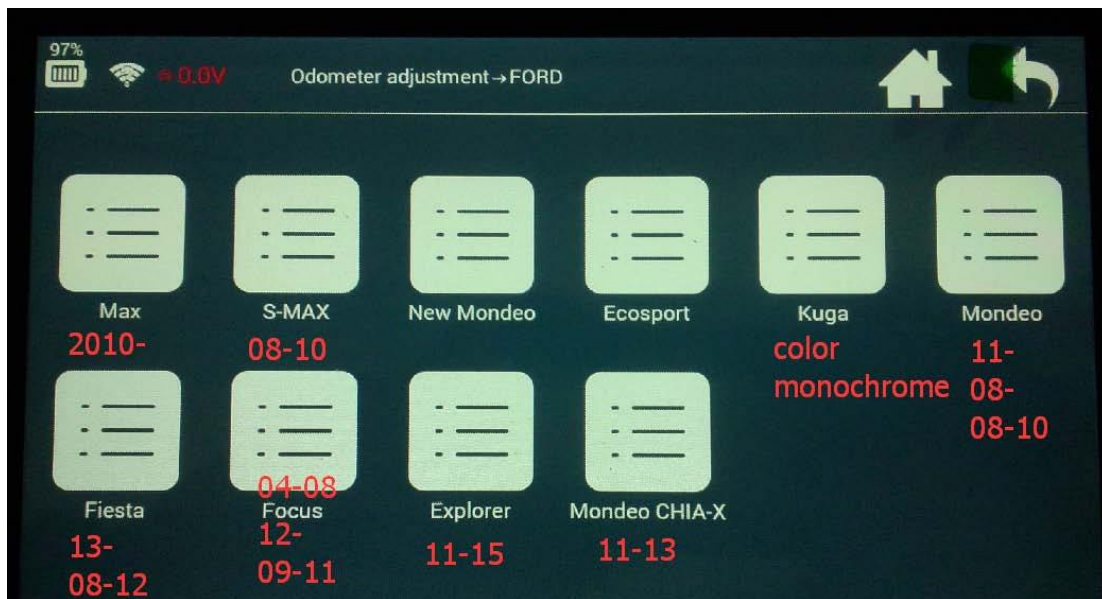 97%
= 0.0V
Odometer adjustment→FORD
Max
S-MAX
New Mondeo
Ecosport
Kuga
Mondeo
2010-
08-10
color
monochrome
11-
08-
08-10
Fiesta
04-08
Focus
Explorer
Mondeo CHIA-X
13-
08-12
12-
09-11
11-15
11-13